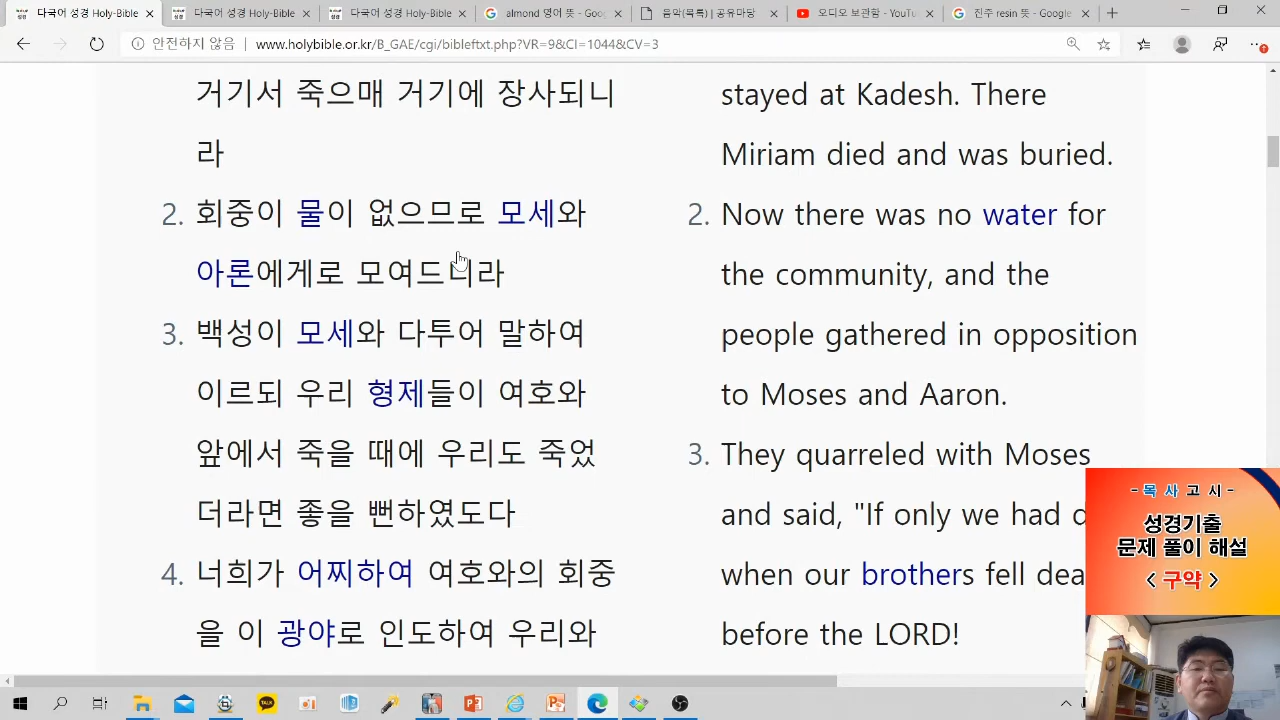 다국어 성경 Holy-Bible
다국어 성경 Holy-Bible
다국어 성경 Holy-Bible
almond 영어 뜻 - Goog
음악(목록) | 공유마당
오디오 보관함 - YouTu
진주 resin 뜻 - Google
안전하지 않음 | www.holybible.or.kr/B_GAE/cgi/bibleftxt.php?VR=9&CI=1044&CV=3
거기서 죽으매 거기에 장사되니
라
2. 회중이 물이 없으므로 모세와
아론에게로 모여드니라
3. 백성이 모세와 다투어 말하여
이르되 우리 형제들이 여호와
앞에서 죽을 때에 우리도 죽었
더라면 좋을 뻔하였도다
4. 너희가 어찌하여 여호와의 회중
을 이 광야로 인도하여 우리와
stayed at Kadesh. There
Miriam died and was buried.
2. Now there was no water for
the community, and the
people gathered in opposition
to Moses and Aaron.
3. They quarreled with Moses
and said, "If only we had d
when our brothers fell dea
before the LORD!
- 목 사 고 시 -
성경기출
문제 풀이 해설
< 구약 >
TALK